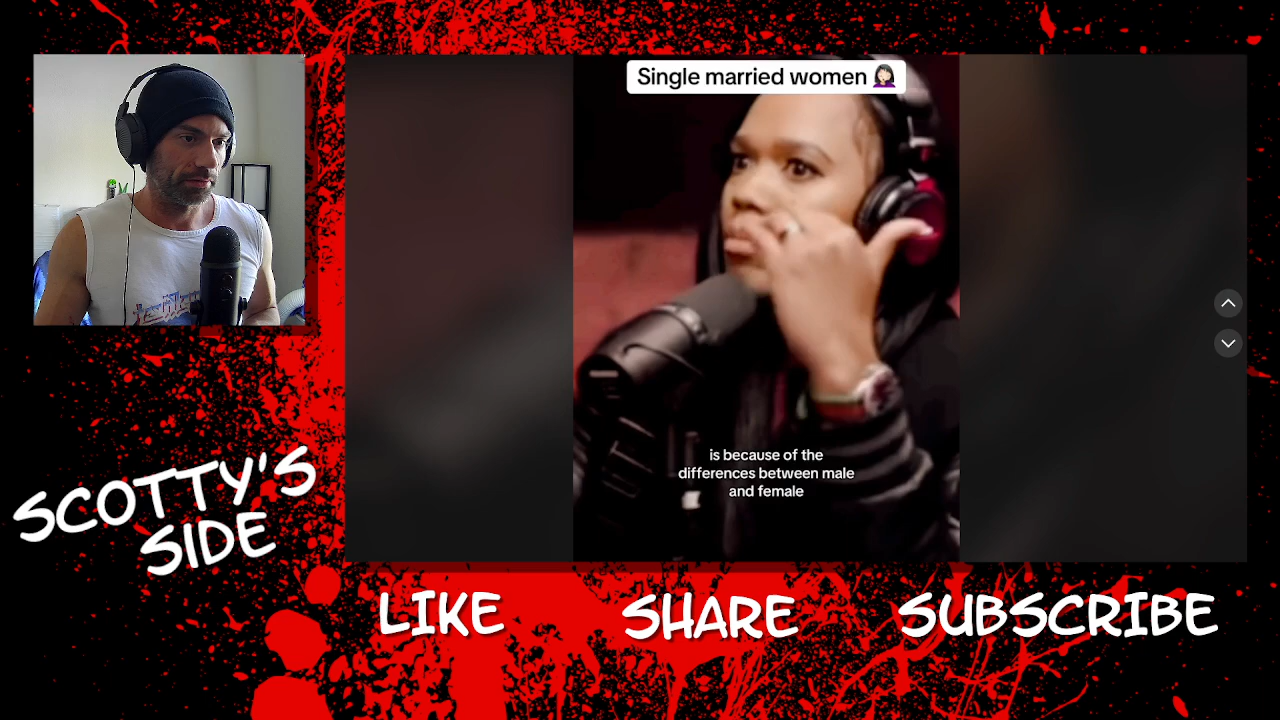 Single married women 🤦🏻‍♀️
is because of the
differences between male
and female
SCOTTY'S
SIDE
LIKE
SHARE
SUBSCRIBE